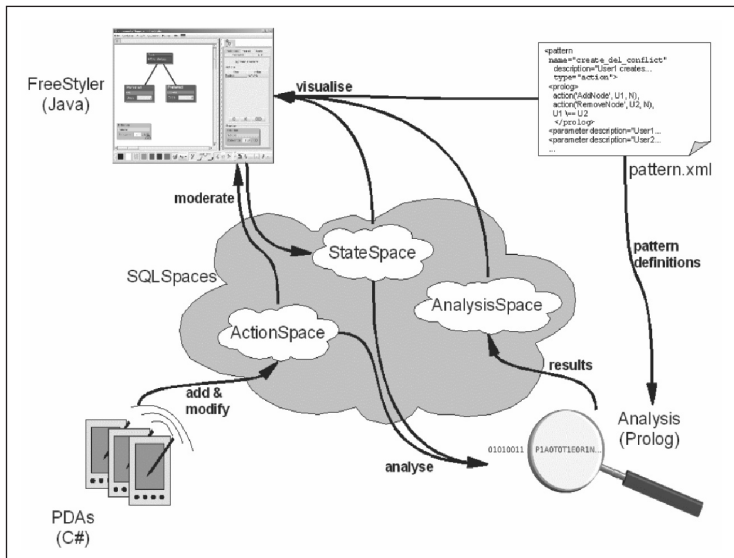 FreeStyler
(Java)
visualise
<pattern
name="create_del_conflict"
description="User1 creates...
type="action">
<prolog>
action('AddNode', U1, N),
action('RemoveNode', U2, N),
U1 \== U2
</prolog>
<parameter description="User1...
<parameter description="User2...
...
pattern.xml
moderate
StateSpace
pattern
definitions
SQLSpaces
AnalysisSpace
ActionSpace
results
add &
modify
Analysis
(Prolog)
01010011
P1A0T0T1E0R1N...
analyse
PDAs
(C#)